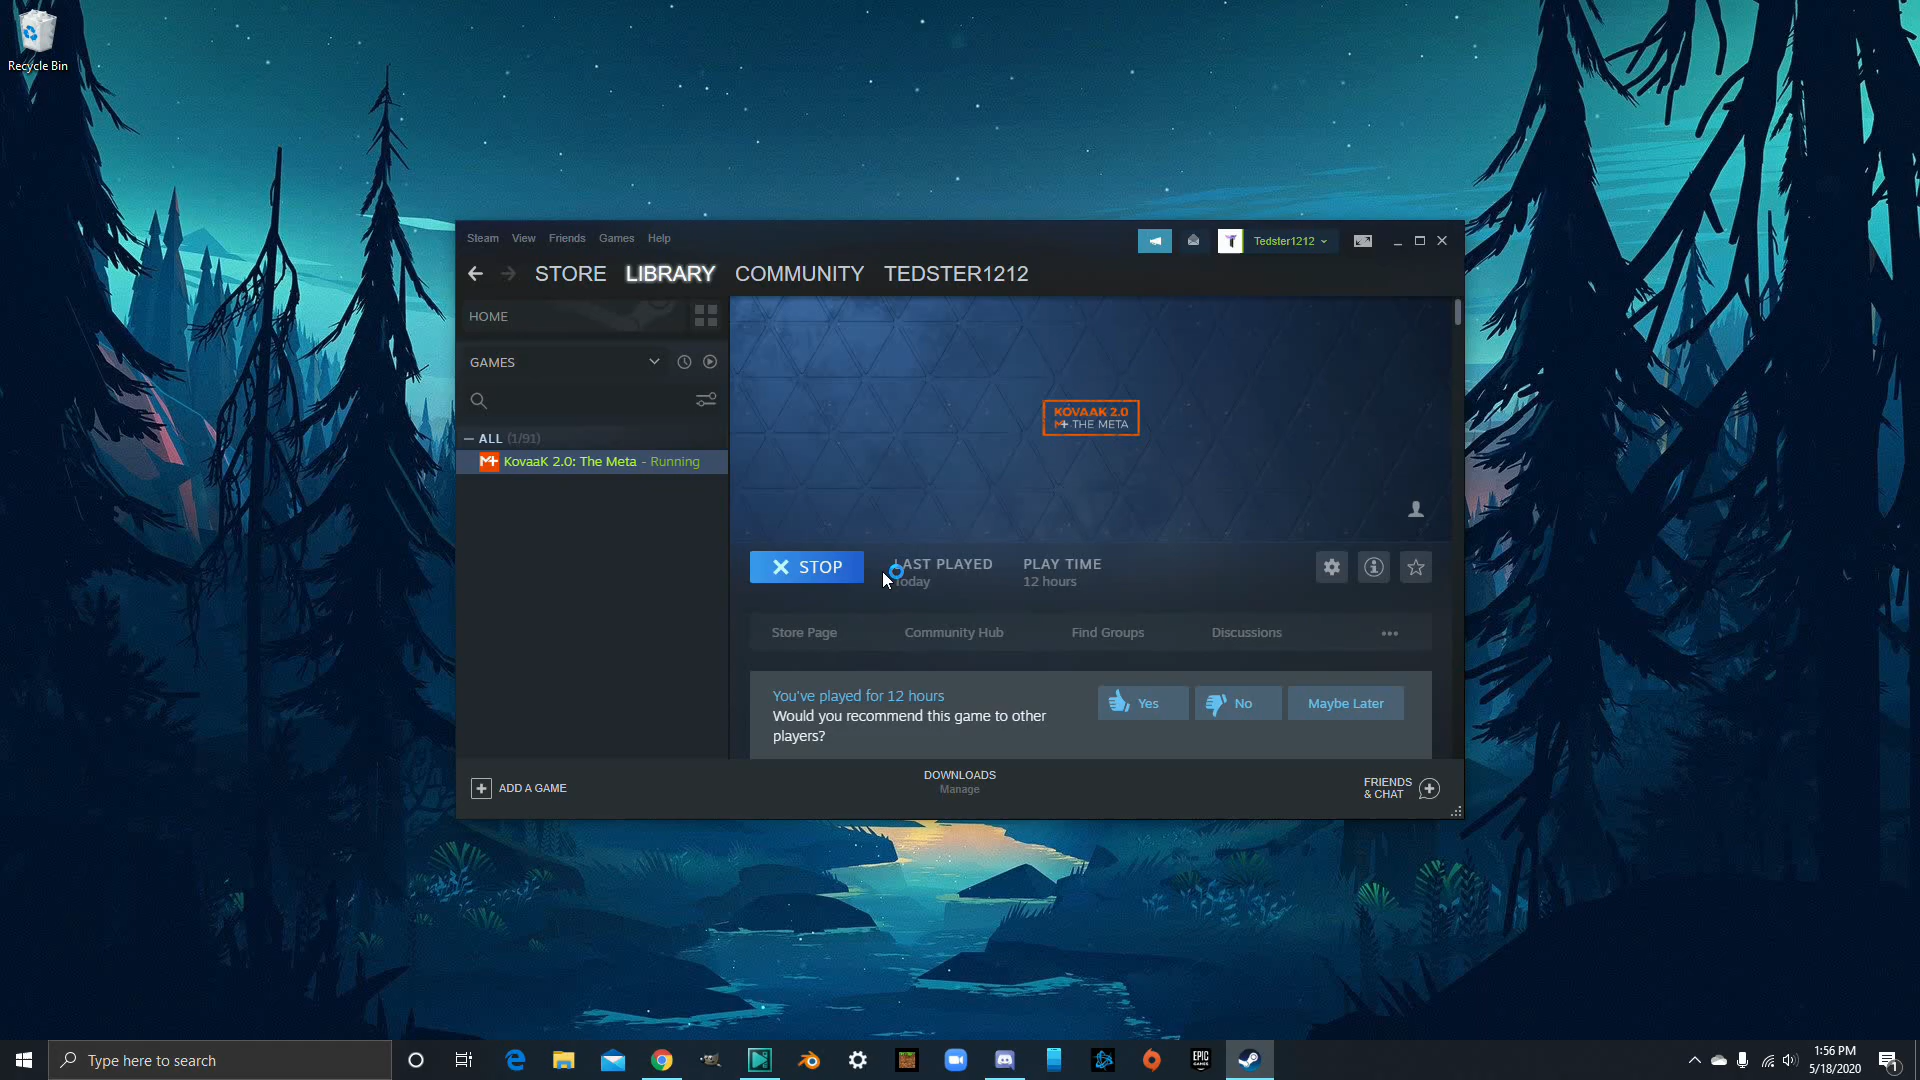 Recycle Bin
Steam View Friends Games Help
Tedster1212
STORE LIBRARY COMMUNITY TEDSTER1212
HOME
GAMES
ALL (1/91)
KovaaK 2.0: The Meta - Running
KOVAAK 2.0
THE META
STOP
LAST PLAYED
Today
PLAY TIME
12 hours
Store Page Community Hub Find Groups Discussions
You've played for 12 hours
Would you recommend this game to other
players?
Yes No Maybe Later
ADD A GAME
DOWNLOADS
Manage
FRIENDS
& CHAT
Type here to search
EPIC
GAMES
1:56 PM
5/18/2020
1